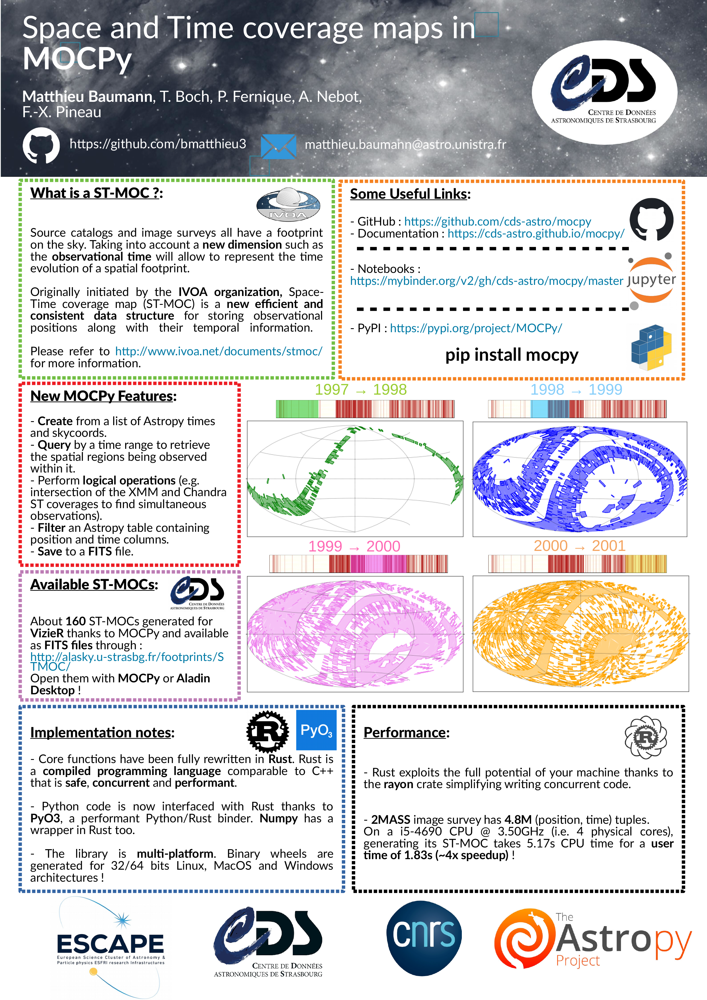 Space and Time coverage maps in
MOCPy
Matthieu Baumann, T. Boch, P. Fernique, A. Nebot,
F.-X. Pineau
https://github.com/bmatthieu3
matthieu.baumann@astro.unistra.fr
CDS
CENTRE DE DONNÉES
ASTRONOMIQUES DE STRASBOURG
What is a ST-MOC ?:
IVOA
Source catalogs and image surveys all have a footprint
on the sky. Taking into account a new dimension such as
the observational time will allow to represent the time
evolution of a spatial footprint.
Originally initiated by the IVOA organization, Space-
Time coverage map (ST-MOC) is a new efficient and
consistent data structure for storing observational
positions along with their temporal information.
Please refer to http://www.ivoa.net/documents/stmoc/
for more information.
Some Useful Links:
- GitHub : https://github.com/cds-astro/mocpy
- Documentation : https://cds-astro.github.io/mocpy/
- Notebooks :
https://mybinder.org/v2/gh/cds-astro/mocpy/master
jupyter
- PyPI : https://pypi.org/project/MOCPy/
pip install mocpy
New MOCPy Features:
- Create from a list of Astropy times
and skycoords.
- Query by a time range to retrieve
the spatial regions being observed
within it.
- Perform logical operations (e.g.
intersection of the XMM and Chandra
ST coverages to find simultaneous
observations).
- Filter an Astropy table containing
position and time columns.
- Save to a FITS file.
1997 → 1998
1998 → 1999
1999 → 2000
2000 → 2001
Available ST-MOCs:
CDS
CENTRE DE DONNÉES
ASTRONOMIQUES DE STRASBOURG
About 160 ST-MOCs generated for
VizieR thanks to MOCPy and available
as FITS files through :
http://alasky.u-strasbg.fr/footprints/S
TMOC/
Open them with MOCPy or Aladin
Desktop !
Implementation notes:
R
PyO3
- Core functions have been fully rewritten in Rust. Rust is
a compiled programming language comparable to C++
that is safe, concurrent and performant.
- Python code is now interfaced with Rust thanks to
PyO3, a performant Python/Rust binder. Numpy has a
wrapper in Rust too.
- The library is multi-platform. Binary wheels are
generated for 32/64 bits Linux, MacOS and Windows
architectures !
Performance:
R
- Rust exploits the full potential of your machine thanks to
the rayon crate simplifying writing concurrent code.
- 2MASS image survey has 4.8M (position, time) tuples.
On a i5-4690 CPU @ 3.50GHz (i.e. 4 physical cores),
generating its ST-MOC takes 5.17s CPU time for a user
time of 1.83s (~4x speedup) !
ESCAPE
European Science Cluster of Astronomy &
Particle physics ESFRI research Infrastructures
CDS
CENTRE DE DONNÉES
ASTRONOMIQUES DE STRASBOURG
cnrs
The
Astropy
Project